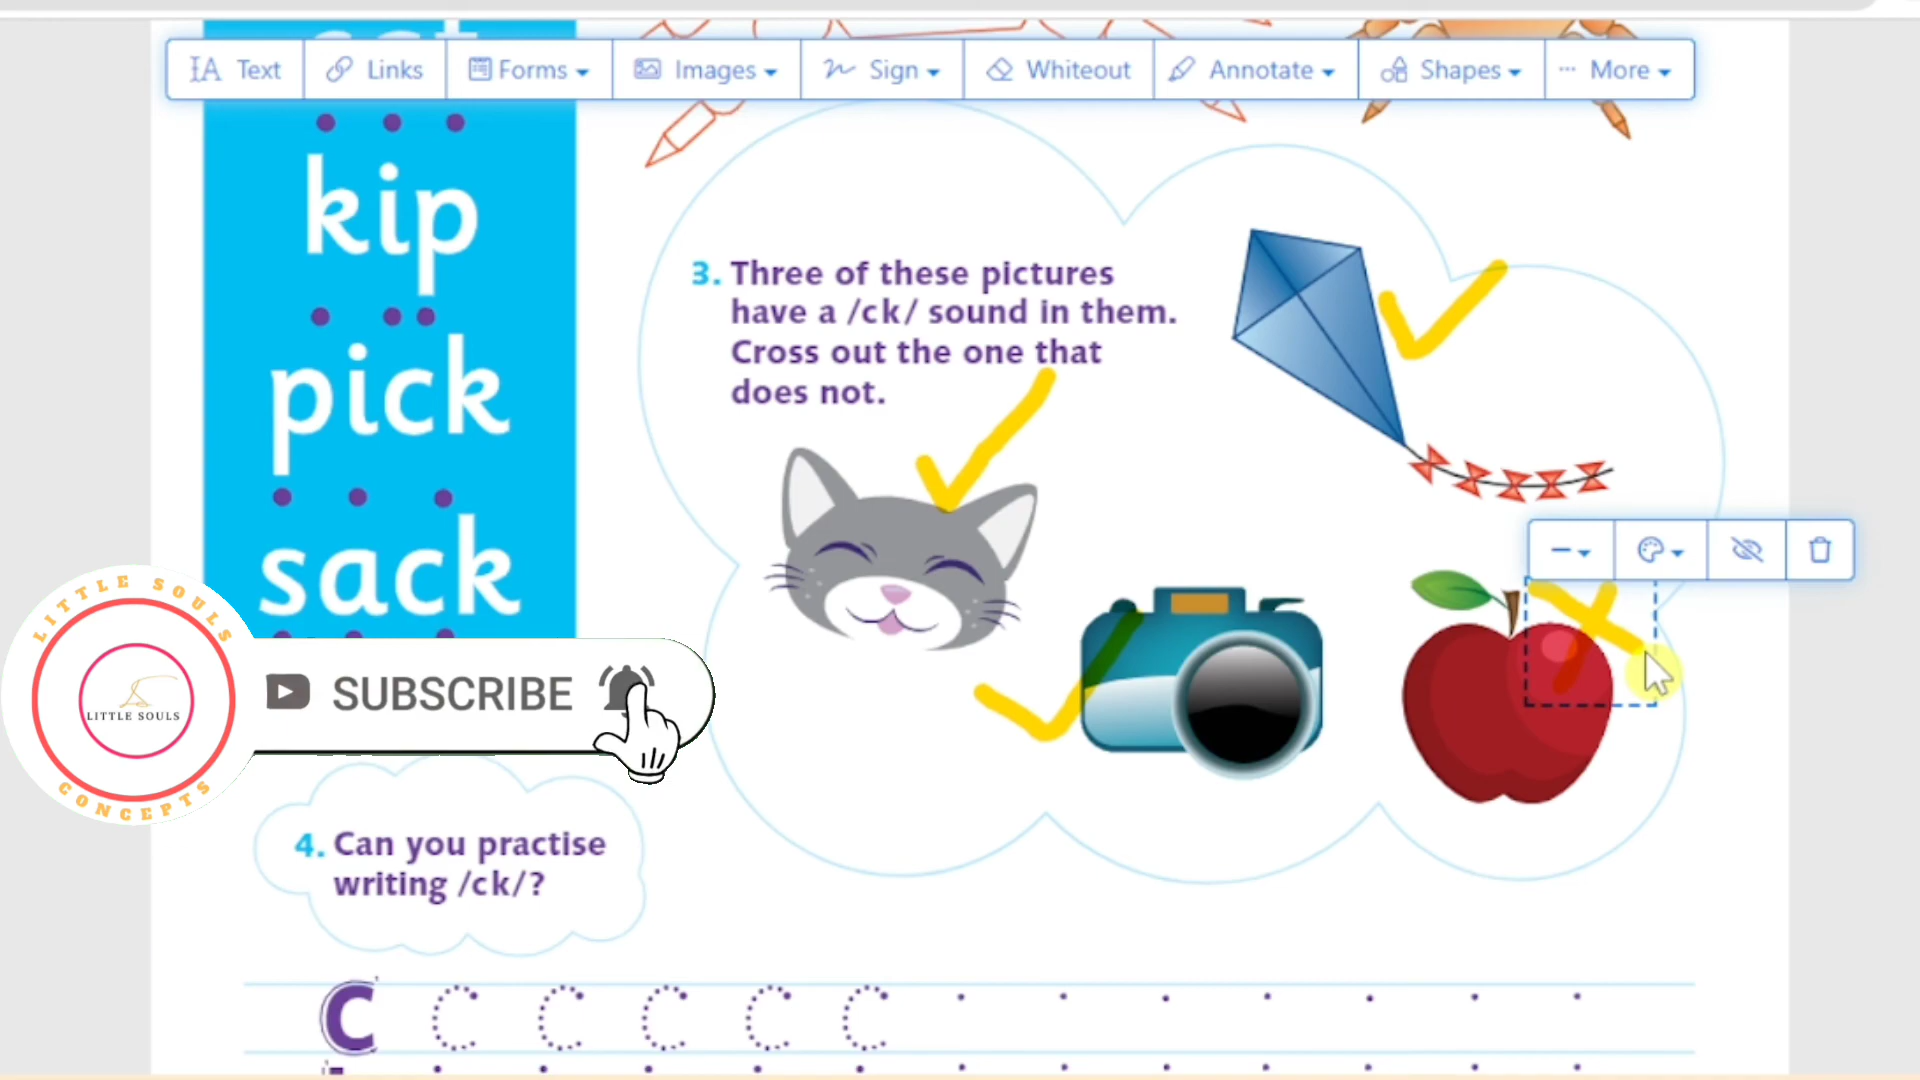 Text Links Forms Images Sign Whiteout Annotate Shapes More
kip
pick
sack
3. Three of these pictures
have a /ck/ sound in them.
Cross out the one that
does not.
LITTLE SOULS
LITTLE SOULS
CONCEPTS
SUBSCRIBE
4. Can you practise
writing /ck/?
c c c c c c